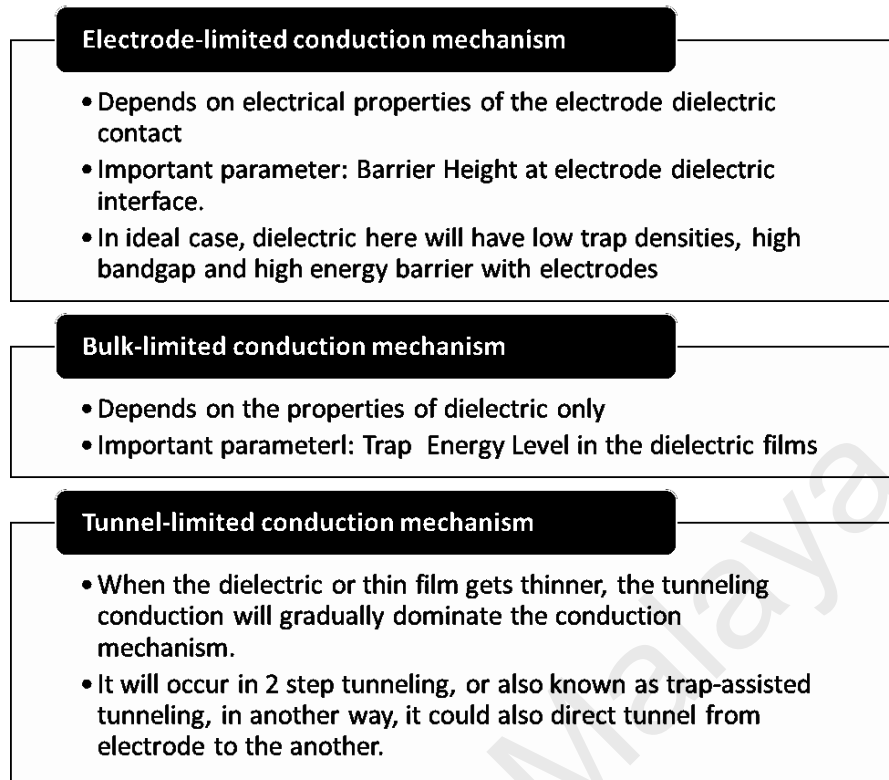 Electrode-limited conduction mechanism
• Depends on electrical properties of the electrode dielectric
contact
• Important parameter: Barrier Height at electrode dielectric
interface.
• In ideal case, dielectric here will have low trap densities, high
bandgap and high energy barrier with electrodes
Bulk-limited conduction mechanism
• Depends on the properties of dielectric only
• Important parameterl: Trap Energy Level in the dielectric films
Tunnel-limited conduction mechanism
• When the dielectric or thin film gets thinner, the tunneling
conduction will gradually dominate the conduction
mechanism.
• It will occur in 2 step tunneling, or also known as trap-assisted
tunneling, in another way, it could also direct tunnel from
electrode to the another.
Malaya